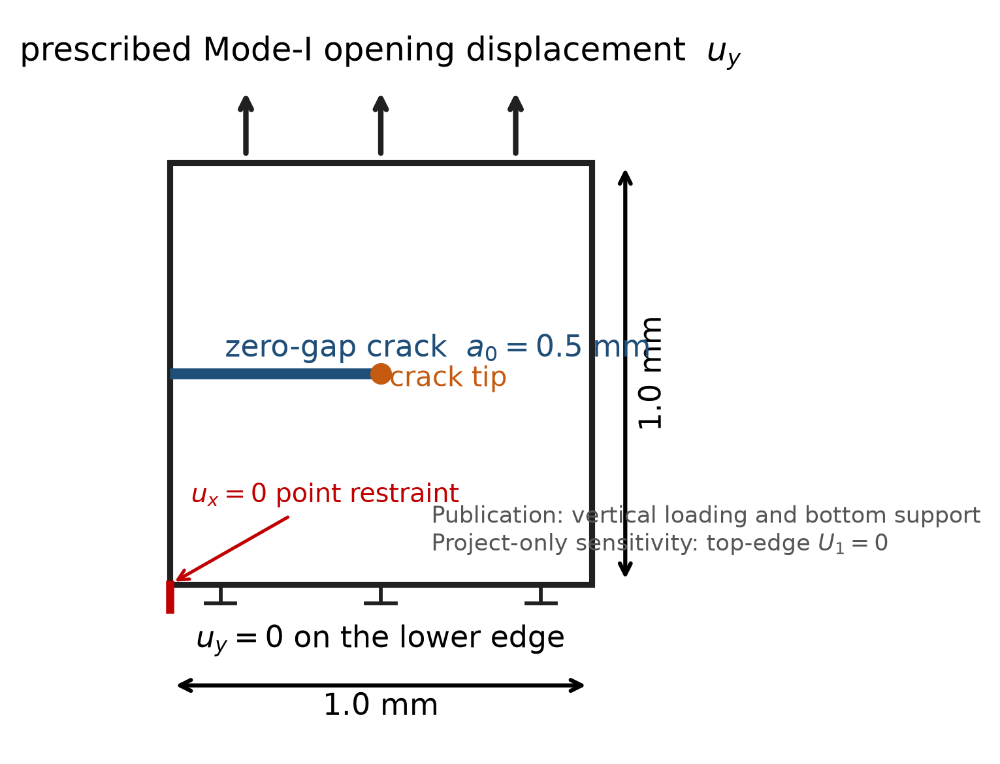 prescribed Mode-I opening displacement u_y
zero-gap crack a_0 = 0.5 mm
crack tip
1.0 mm
u_x = 0 point restraint
Publication: vertical loading and bottom support
Project-only sensitivity: top-edge U_1 = 0
u_y = 0 on the lower edge
1.0 mm